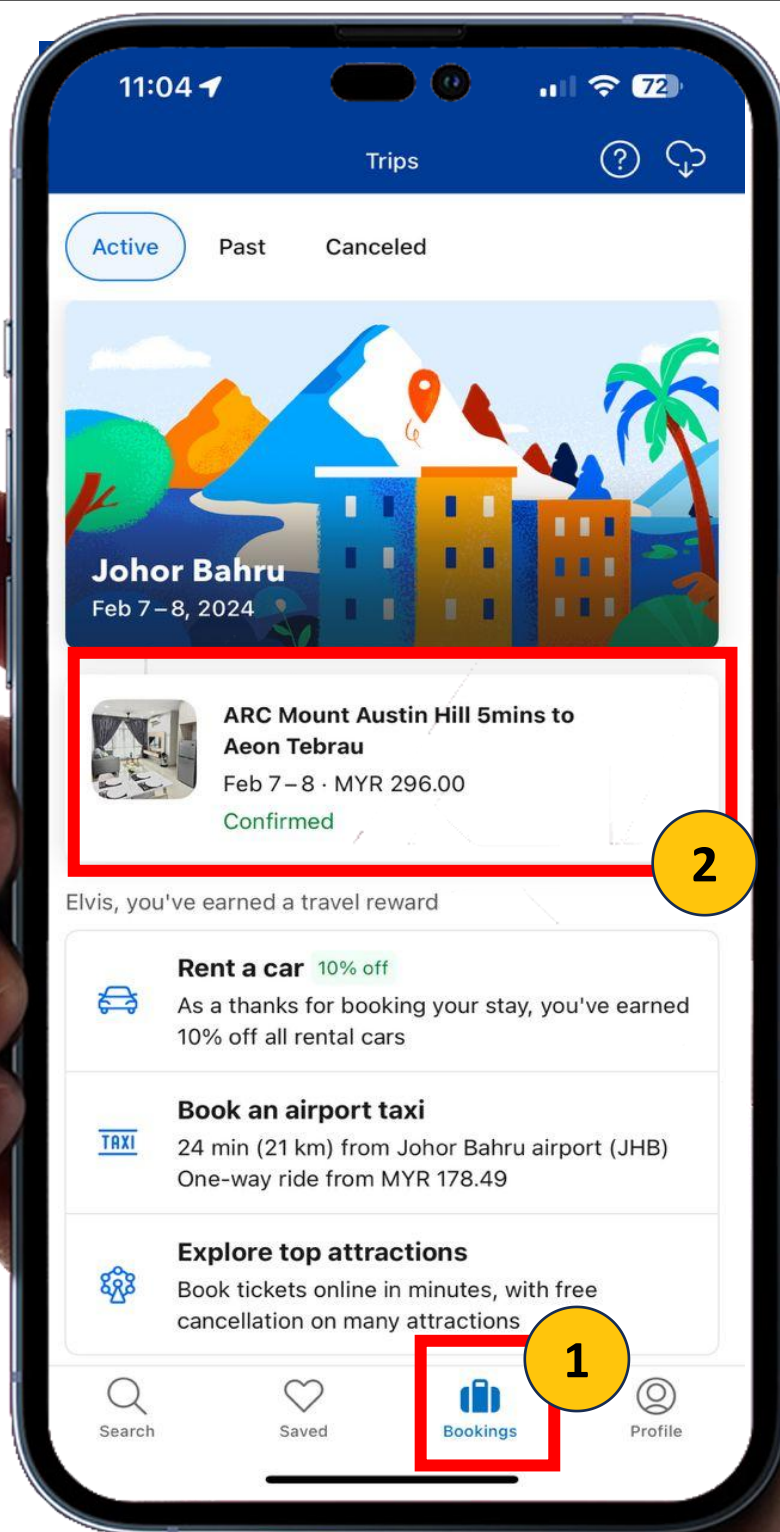 11:04
72
Trips
?
Active Past Canceled
Johor Bahru
Feb 7–8, 2024
ARC Mount Austin Hill 5mins to
Aeon Tebrau
Feb 7–8 · MYR 296.00
Confirmed
2
Elvis, you've earned a travel reward
Rent a car 10% off
As a thanks for booking your stay, you've earned
10% off all rental cars
TAXI
Book an airport taxi
24 min (21 km) from Johor Bahru airport (JHB)
One-way ride from MYR 178.49
Explore top attractions
Book tickets online in minutes, with free
cancellation on many attractions
1
Search Saved Bookings Profile